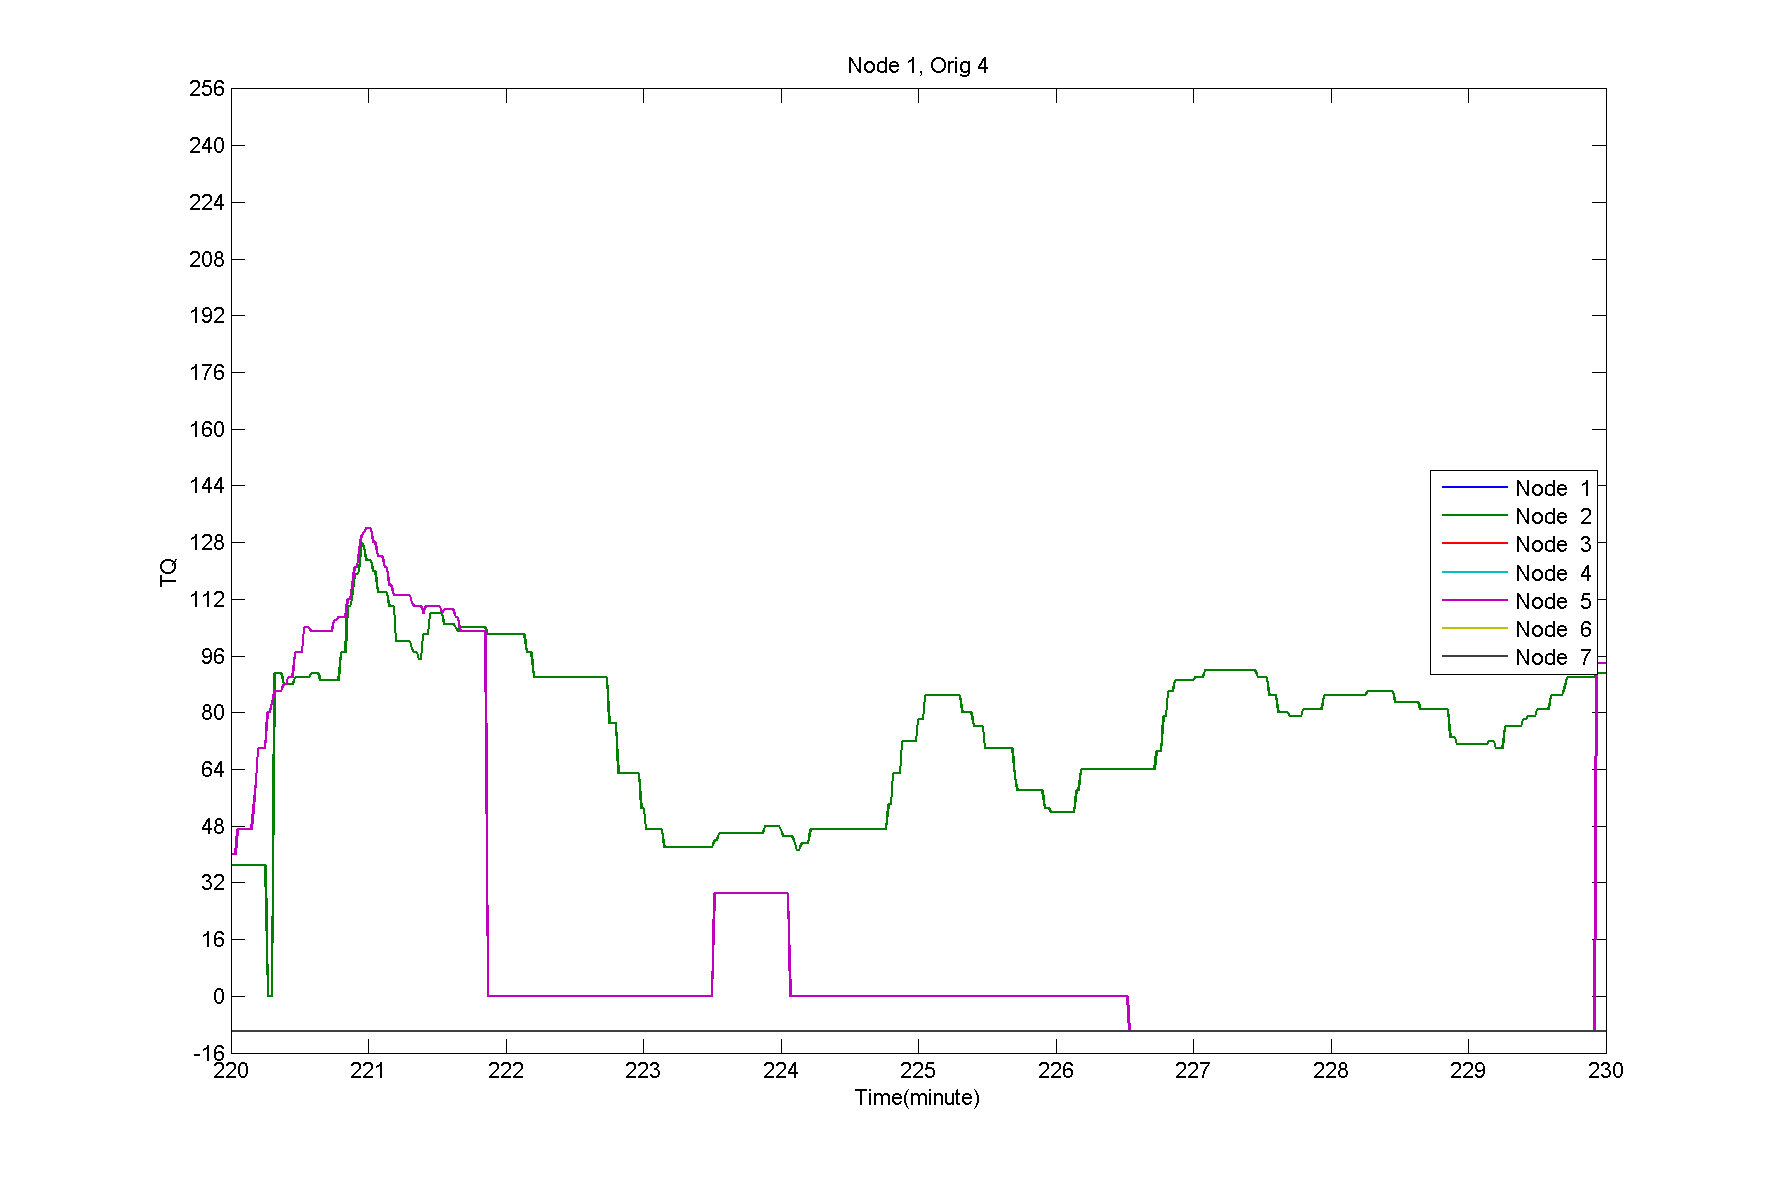 Node 1, Orig 4
256
240
224
208
192
176
160
144
128
112
96
80
64
48
32
16
0
-16
TQ
Node 1
Node 2
Node 3
Node 4
Node 5
Node 6
Node 7
220 221 222 223 224 225 226 227 228 229 230
Time(minute)